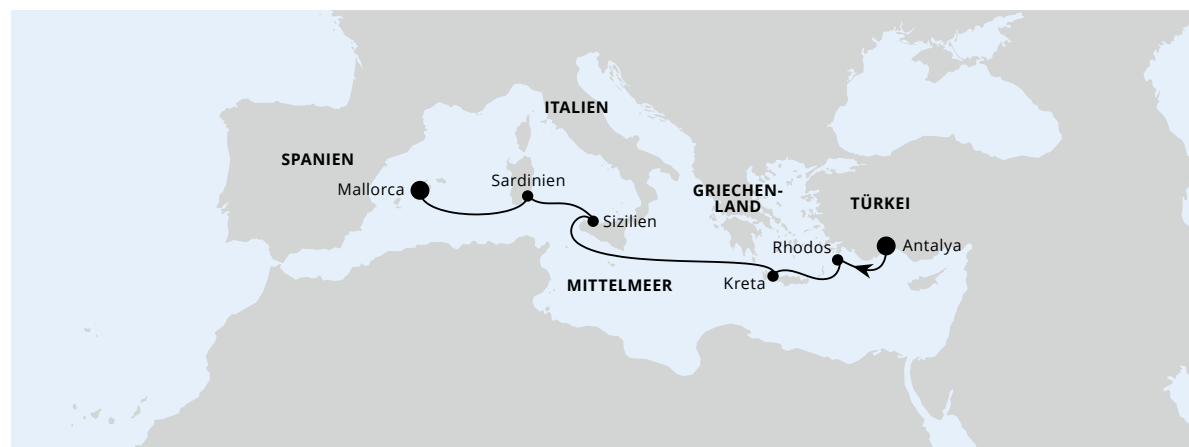 ITALIEN
SPANIEN
Sardinien
Mallorca
GRIECHEN-
LAND
TÜRKEI
Sizilien
Rhodos
Antalya
Kreta
MITTELMEER